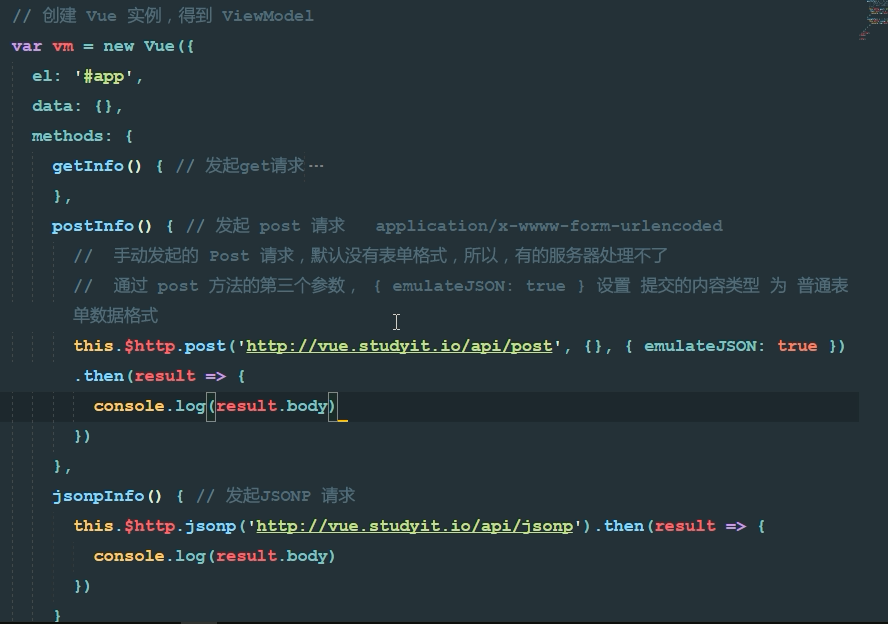 // 创建 Vue 实例，得到 ViewModel
var vm = new Vue({
el: '#app',
data: {},
methods: {
getInfo() { // 发起get请求 ···
},
postInfo() { // 发起 post 请求   application/x-wwww-form-urlencoded
//  手动发起的 Post 请求，默认没有表单格式，所以，有的服务器处理不了
//  通过 post 方法的第三个参数， { emulateJSON: true } 设置 提交的内容类型 为 普通表
单数据格式
this.$http.post('http://vue.studyit.io/api/post', {}, { emulateJSON: true })
.then(result => {
console.log(result.body)
})
},
jsonpInfo() { // 发起JSONP 请求
this.$http.jsonp('http://vue.studyit.io/api/jsonp').then(result => {
console.log(result.body)
})
}